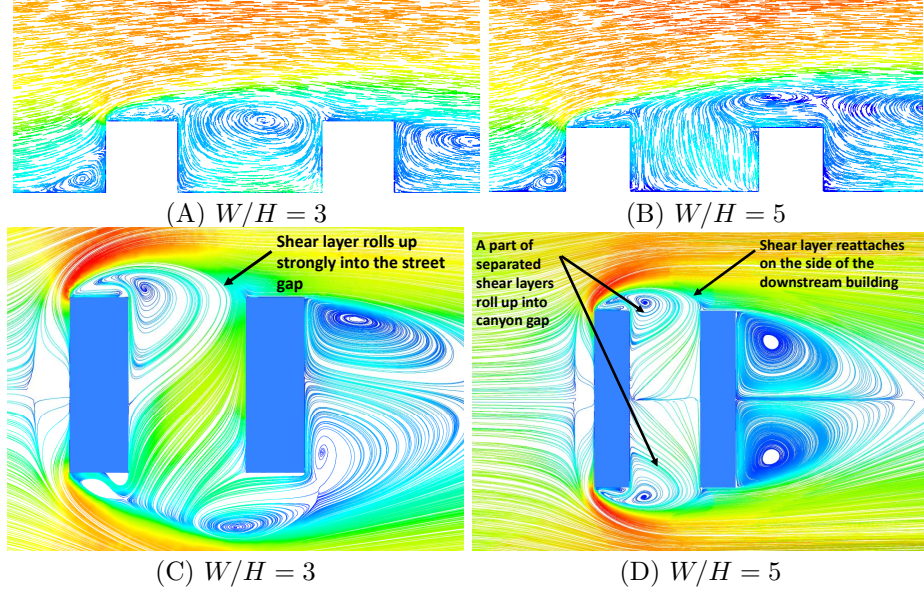 (A) W/H = 3
(B) W/H = 5
Shear layer rolls up
strongly into the street
gap
A part of
separated
shear layers
roll up into
canyon gap
Shear layer reattaches
on the side of the
downstream building
(C) W/H = 3
(D) W/H = 5